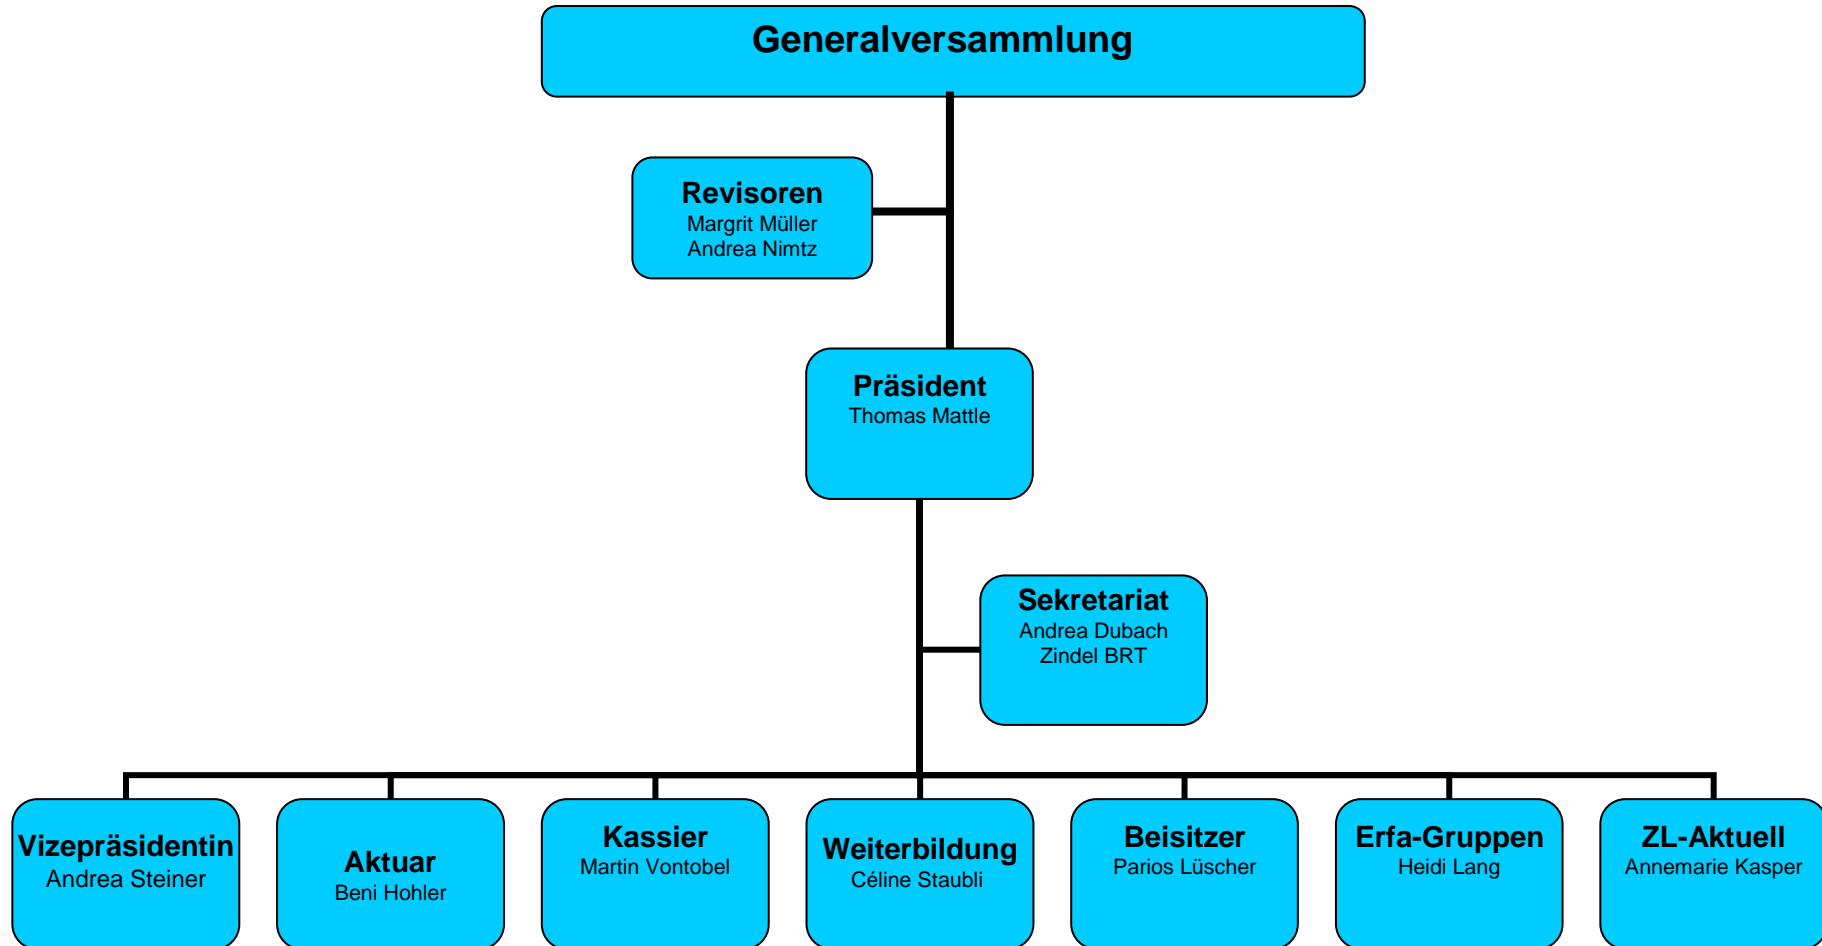 Generalversammlung
Revisoren
Margrit Müller
Andrea Nimtz
Präsident
Thomas Mattle
Sekretariat
Andrea Dubach
Zindel BRT
Vizepräsidentin
Andrea Steiner
Aktuar
Beni Hohler
Kassier
Martin Vontobel
Weiterbildung
Céline Staubli
Beisitzer
Parios Lüscher
Erfa-Gruppen
Heidi Lang
ZL-Aktuell
Annemarie Kasper